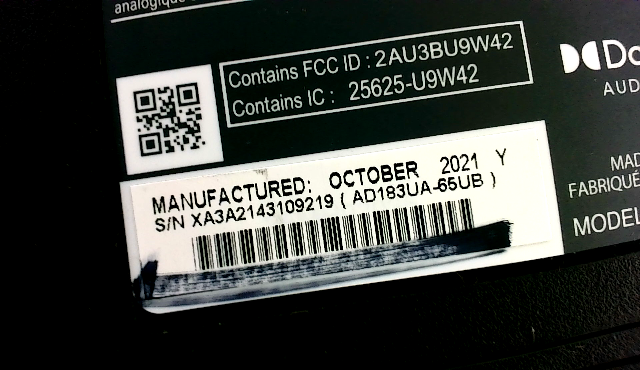 analogique
Contains FCC ID : 2AU3BU9W42
Contains IC : 25625-U9W42
AUD
MANUFACTURED: OCTOBER 2021 Y
S/N XA3A2143109219 ( AD183UA-65UB )
MAD
FABRIQUÉ
MODEL